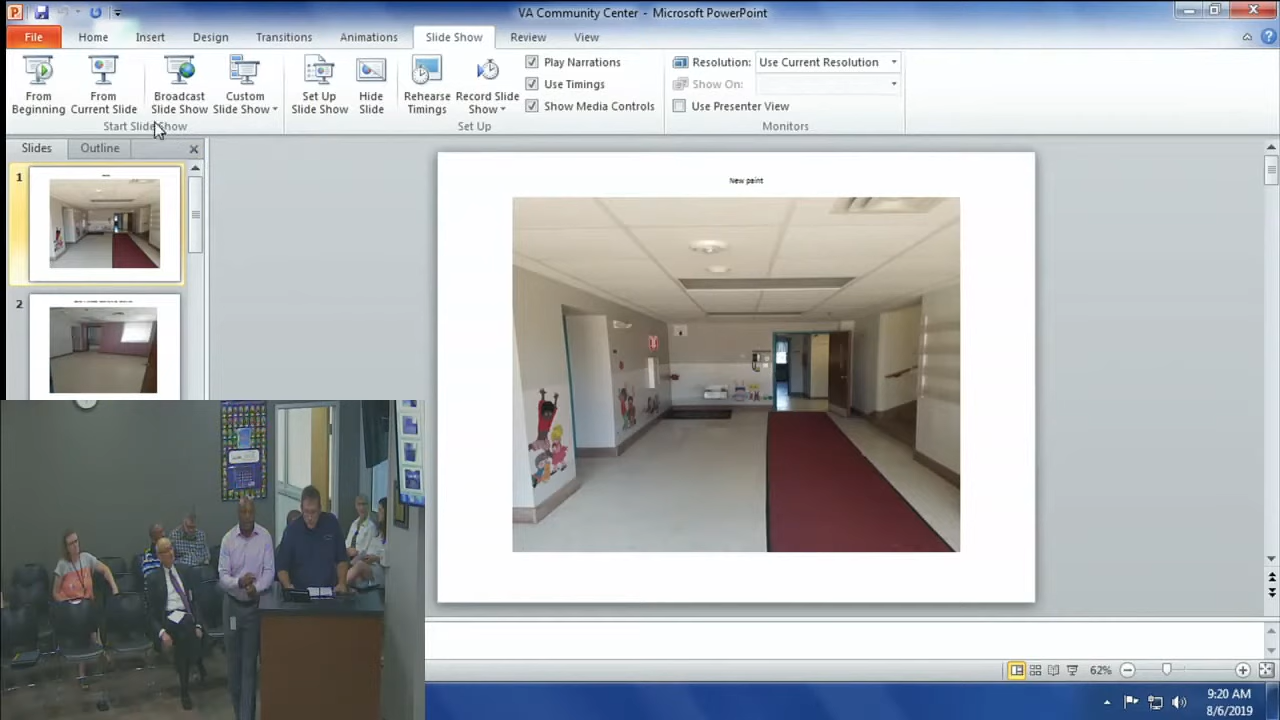 VA Community Center - Microsoft PowerPoint
File Home Insert Design Transitions Animations Slide Show Review View
From Beginning
From Current Slide
Broadcast Slide Show
Custom Slide Show
Start Slide Show
Set Up Slide Show
Hide Slide
Rehearse Timings
Record Slide Show
Play Narrations
Use Timings
Show Media Controls
Set Up
Resolution: Use Current Resolution
Show On:
Use Presenter View
Monitors
Slides Outline
1
2
New paint
62%
9:20 AM
8/6/2019